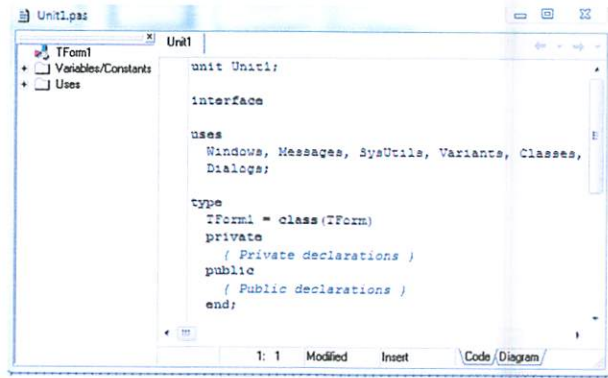 Unit1.pas
TForm1
Variables/Constants
Uses
Unit1
unit Unit1;
interface
uses
Windows, Messages, SysUtils, Variants, Classes,
Dialogs;
type
TForm1 = class(TForm)
private
{ Private declarations }
public
{ Public declarations }
end;
1: 1 Modified Insert Code Diagram